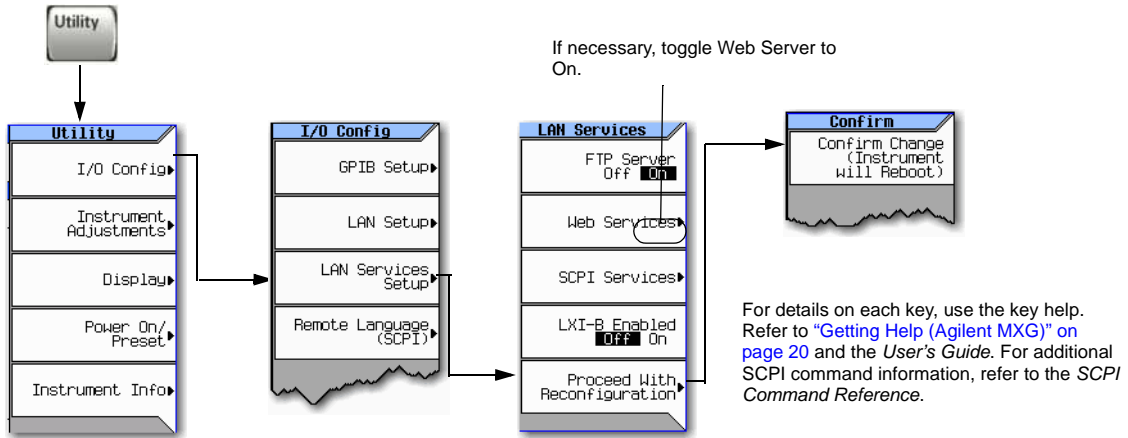 Utility
If necessary, toggle Web Server to
On.
Utility
I/O Config
Instrument
Adjustments
Display
Power On/
Preset
Instrument Info
I/O Config
GPIB Setup
LAN Setup
LAN Services
Setup
Remote Language
(SCPI)
LAN Services
FTP Server
Off On
Web Services
SCPI Services
LXI-B Enabled
Off On
Proceed With
Reconfiguration
Confirm
Confirm Change
(Instrument
will Reboot)
For details on each key, use the key help.
Refer to “Getting Help (Agilent MXG)” on
page 20 and the User’s Guide. For additional
SCPI command information, refer to the SCPI
Command Reference.